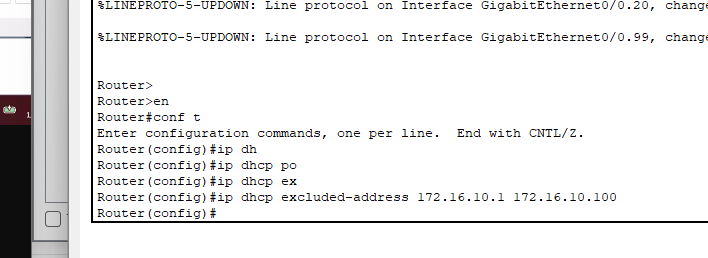 %LINEPROTO-5-UPDOWN: Line protocol on Interface GigabitEthernet0/0.20, change
%LINEPROTO-5-UPDOWN: Line protocol on Interface GigabitEthernet0/0.99, change
Router>
Router>en
Router#conf t
Enter configuration commands, one per line.  End with CNTL/Z.
Router(config)#ip dh
Router(config)#ip dhcp po
Router(config)#ip dhcp ex
Router(config)#ip dhcp excluded-address 172.16.10.1 172.16.10.100
Router(config)#